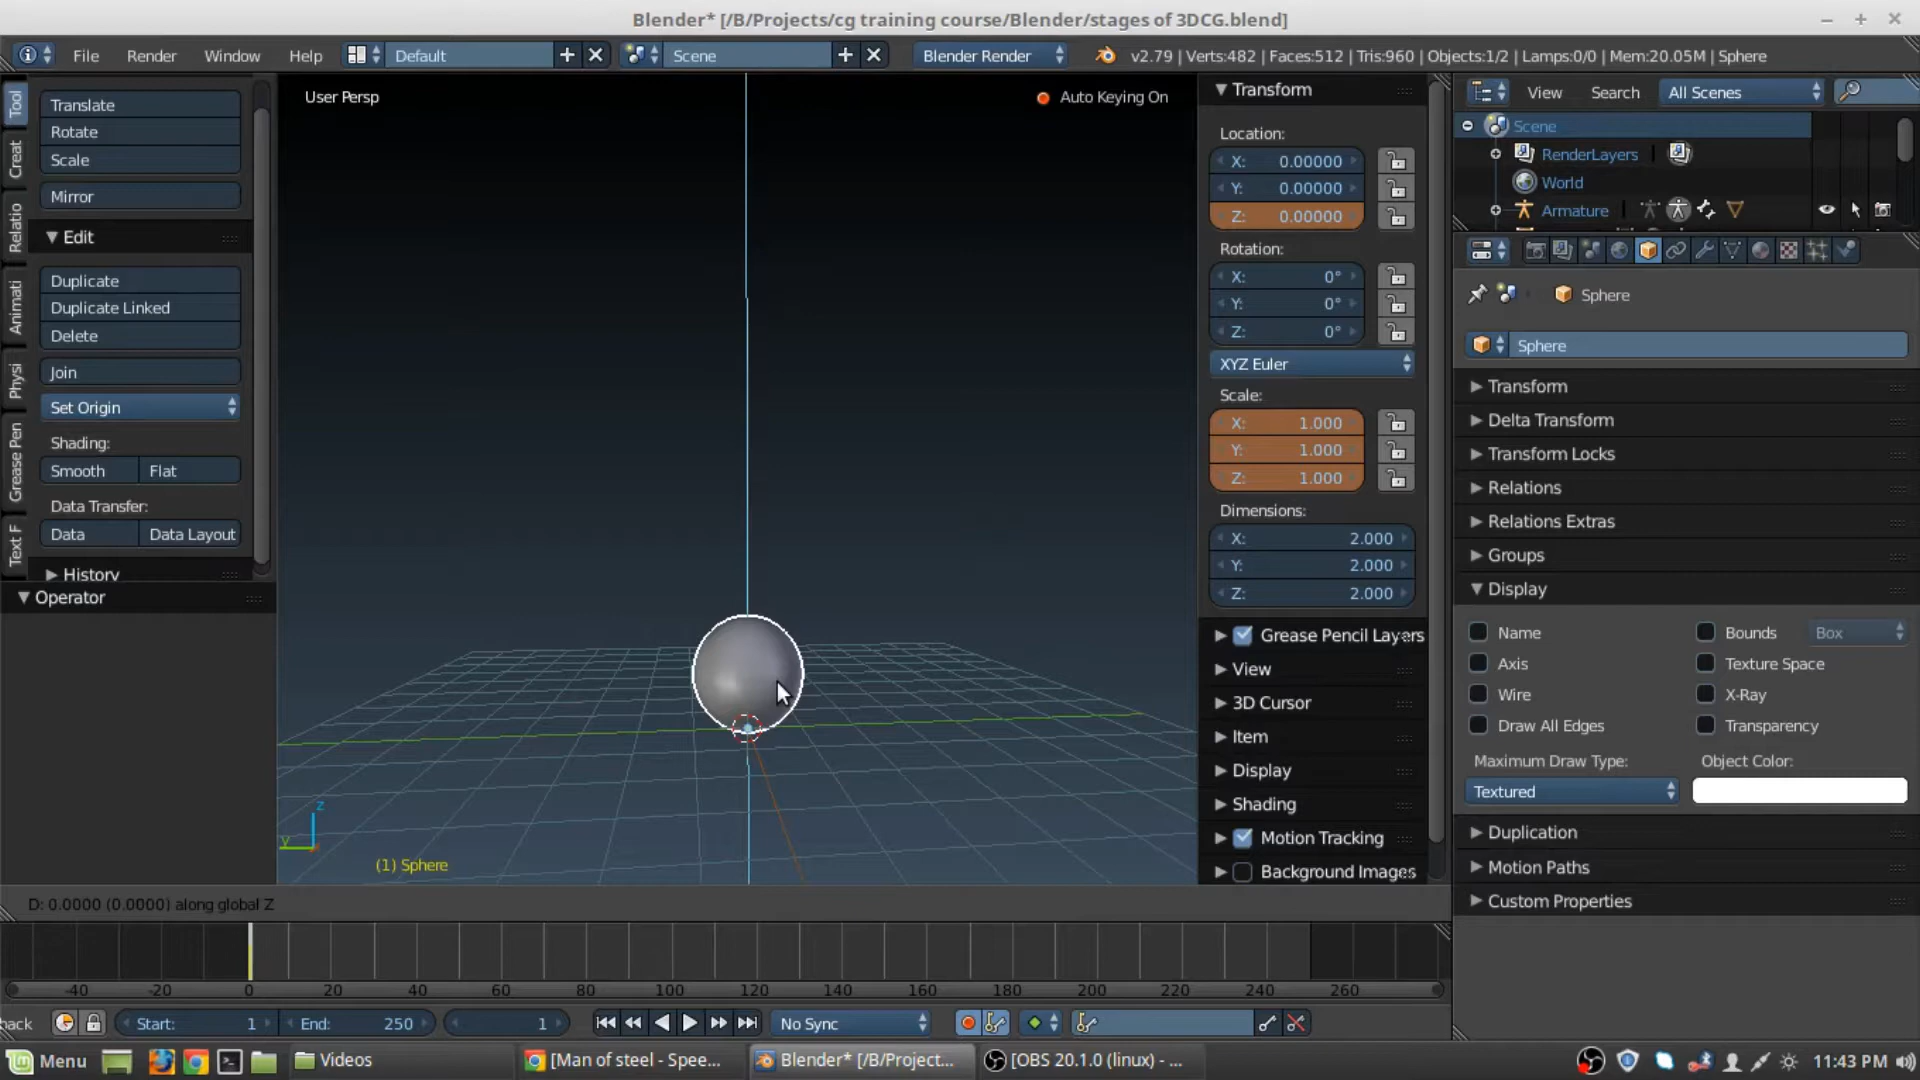 Blender* [/B/Projects/cg training course/Blender/stages of 3DCG.blend]
File Render Window Help Default Scene Blender Render v2.79 | Verts:482 | Faces:512 | Tris:960 | Objects:1/2 | Lamps:0/0 | Mem:20.05M | Sphere
Tool
Creat
Relatio
Animati
Physi
Grease Pen
Text F
Translate
Rotate
Scale
Mirror
Edit
Duplicate
Duplicate Linked
Delete
Join
Set Origin
Shading:
Smooth Flat
Data Transfer:
Data Data Layout
History
Operator
User Persp
Auto Keying On
z
y
(1) Sphere
Transform
Location:
X: 0.00000
Y: 0.00000
Z: 0.00000
Rotation:
X: 0°
Y: 0°
Z: 0°
XYZ Euler
Scale:
X: 1.000
Y: 1.000
Z: 1.000
Dimensions:
X: 2.000
Y: 2.000
Z: 2.000
Grease Pencil Layers
View
3D Cursor
Item
Display
Shading
Motion Tracking
Background Images
View Search All Scenes
Scene
RenderLayers
World
Armature
Sphere
Sphere
Transform
Delta Transform
Transform Locks
Relations
Relations Extras
Groups
Display
Name Bounds Box
Axis Texture Space
Wire X-Ray
Draw All Edges Transparency
Maximum Draw Type: Object Color:
Textured
Duplication
Motion Paths
Custom Properties
D: 0.0000 (0.0000) along global Z
-40 -20 0 20 40 60 80 100 120 140 160 180 200 220 240 260
back Start: 1 End: 250 1 No Sync
Menu Videos [Man of steel - Spee... Blender* [/B/Project... [OBS 20.1.0 (linux) - ... 11:43 PM